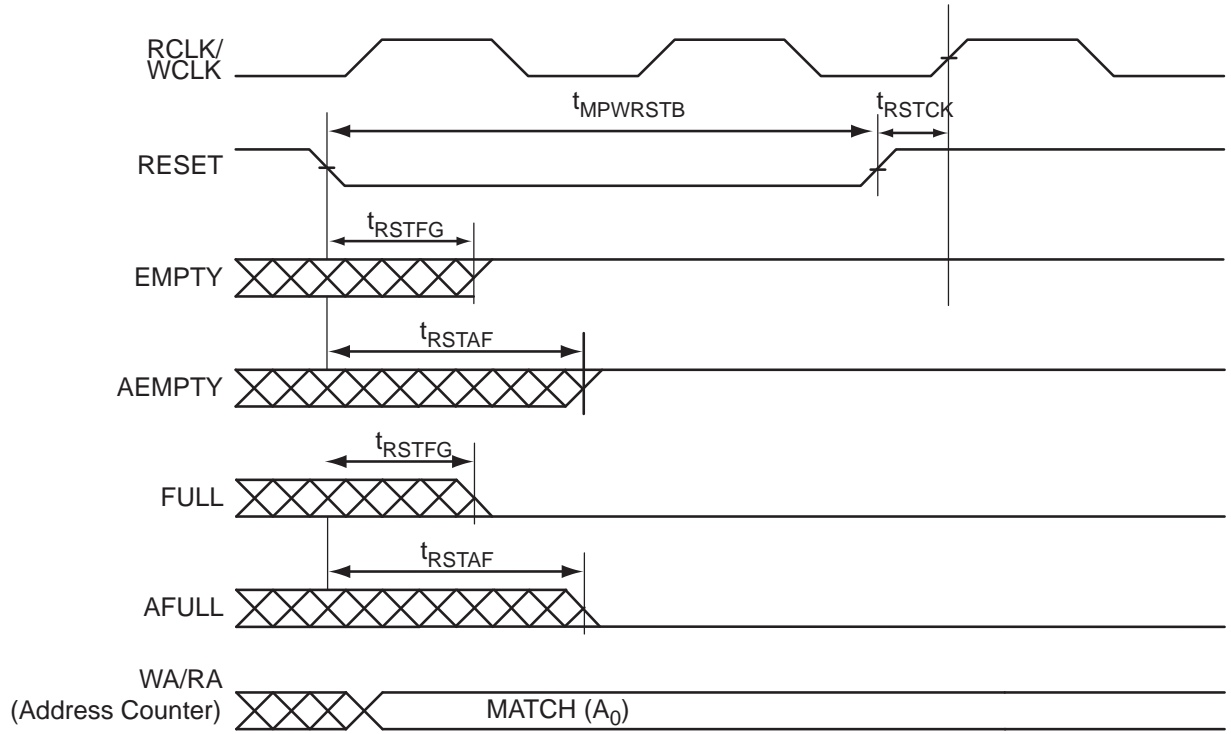 RCLK/
WCLK
tMPWRSTB
tRSTCK
RESET
tRSTFG
EMPTY
tRSTAF
AEMPTY
tRSTFG
FULL
tRSTAF
AFULL
WA/RA
(Address Counter)
MATCH (A0)